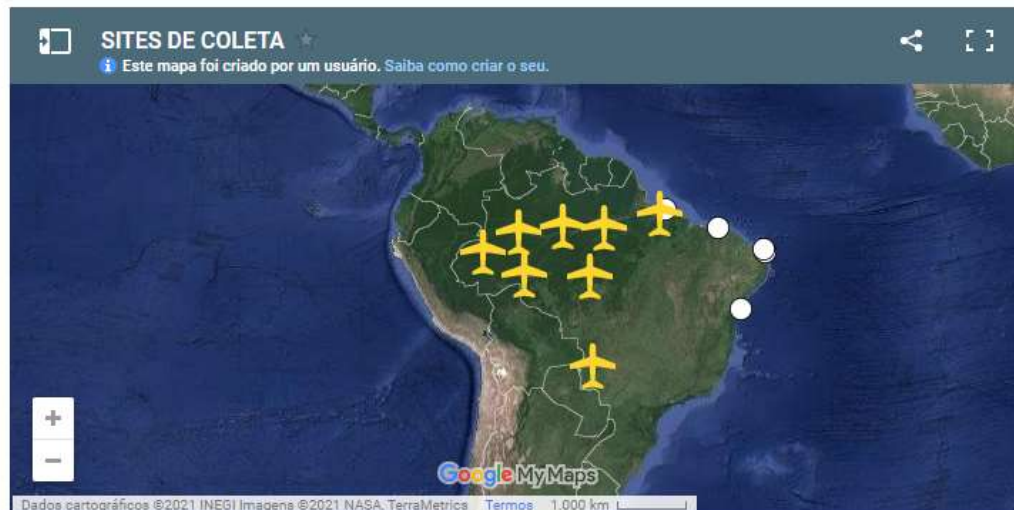 SITES DE COLETA
Este mapa foi criado por um usuário. Saiba como criar o seu.
Google My Maps
Dados cartográficos ©2021 INEGI Imagens ©2021 NASA, TerraMetrics Termos 1.000 km